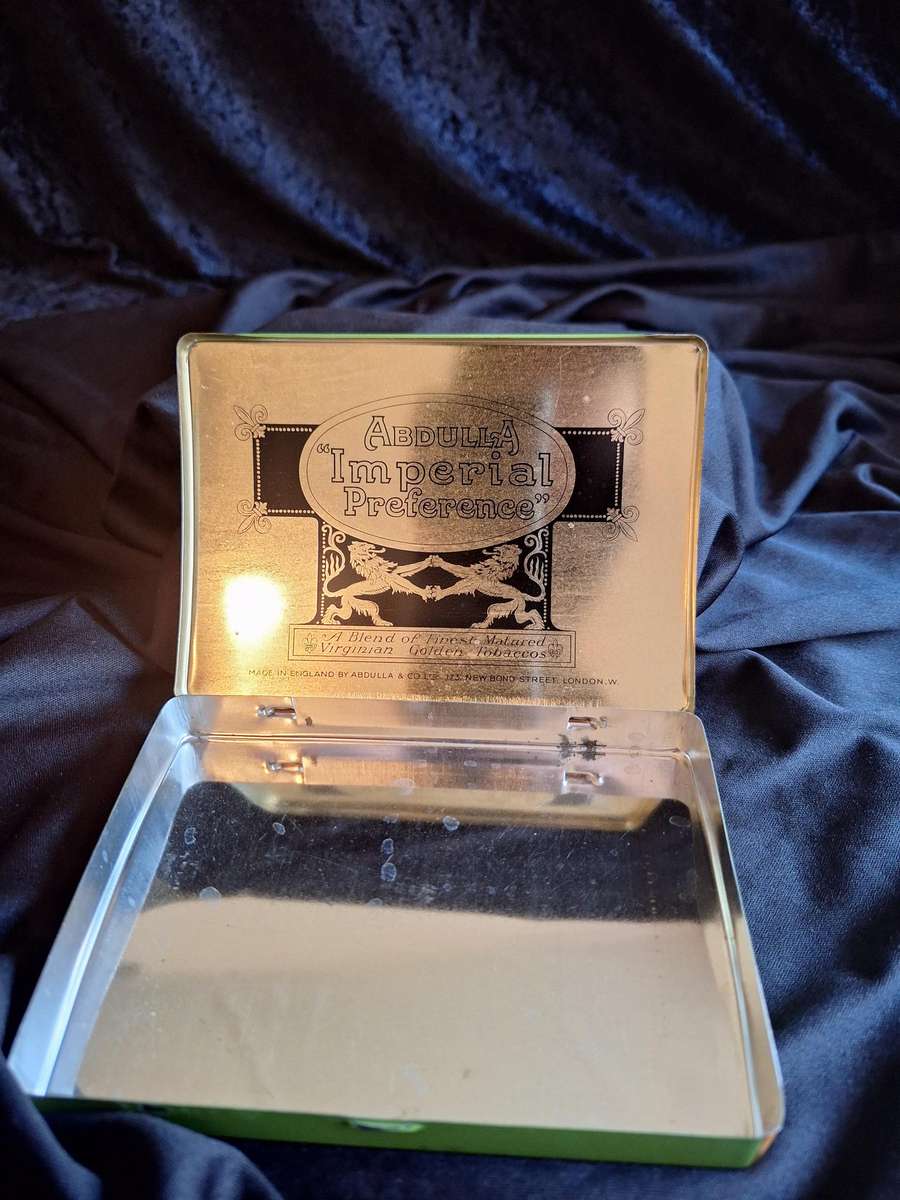 ABDULLA
"Imperial
Preference"
A Blend of Finest Matured
Virginian Golden Tobaccos
MADE IN ENGLAND BY ABDULLA & CO LTD. 173, NEW BOND STREET. LONDON. W.